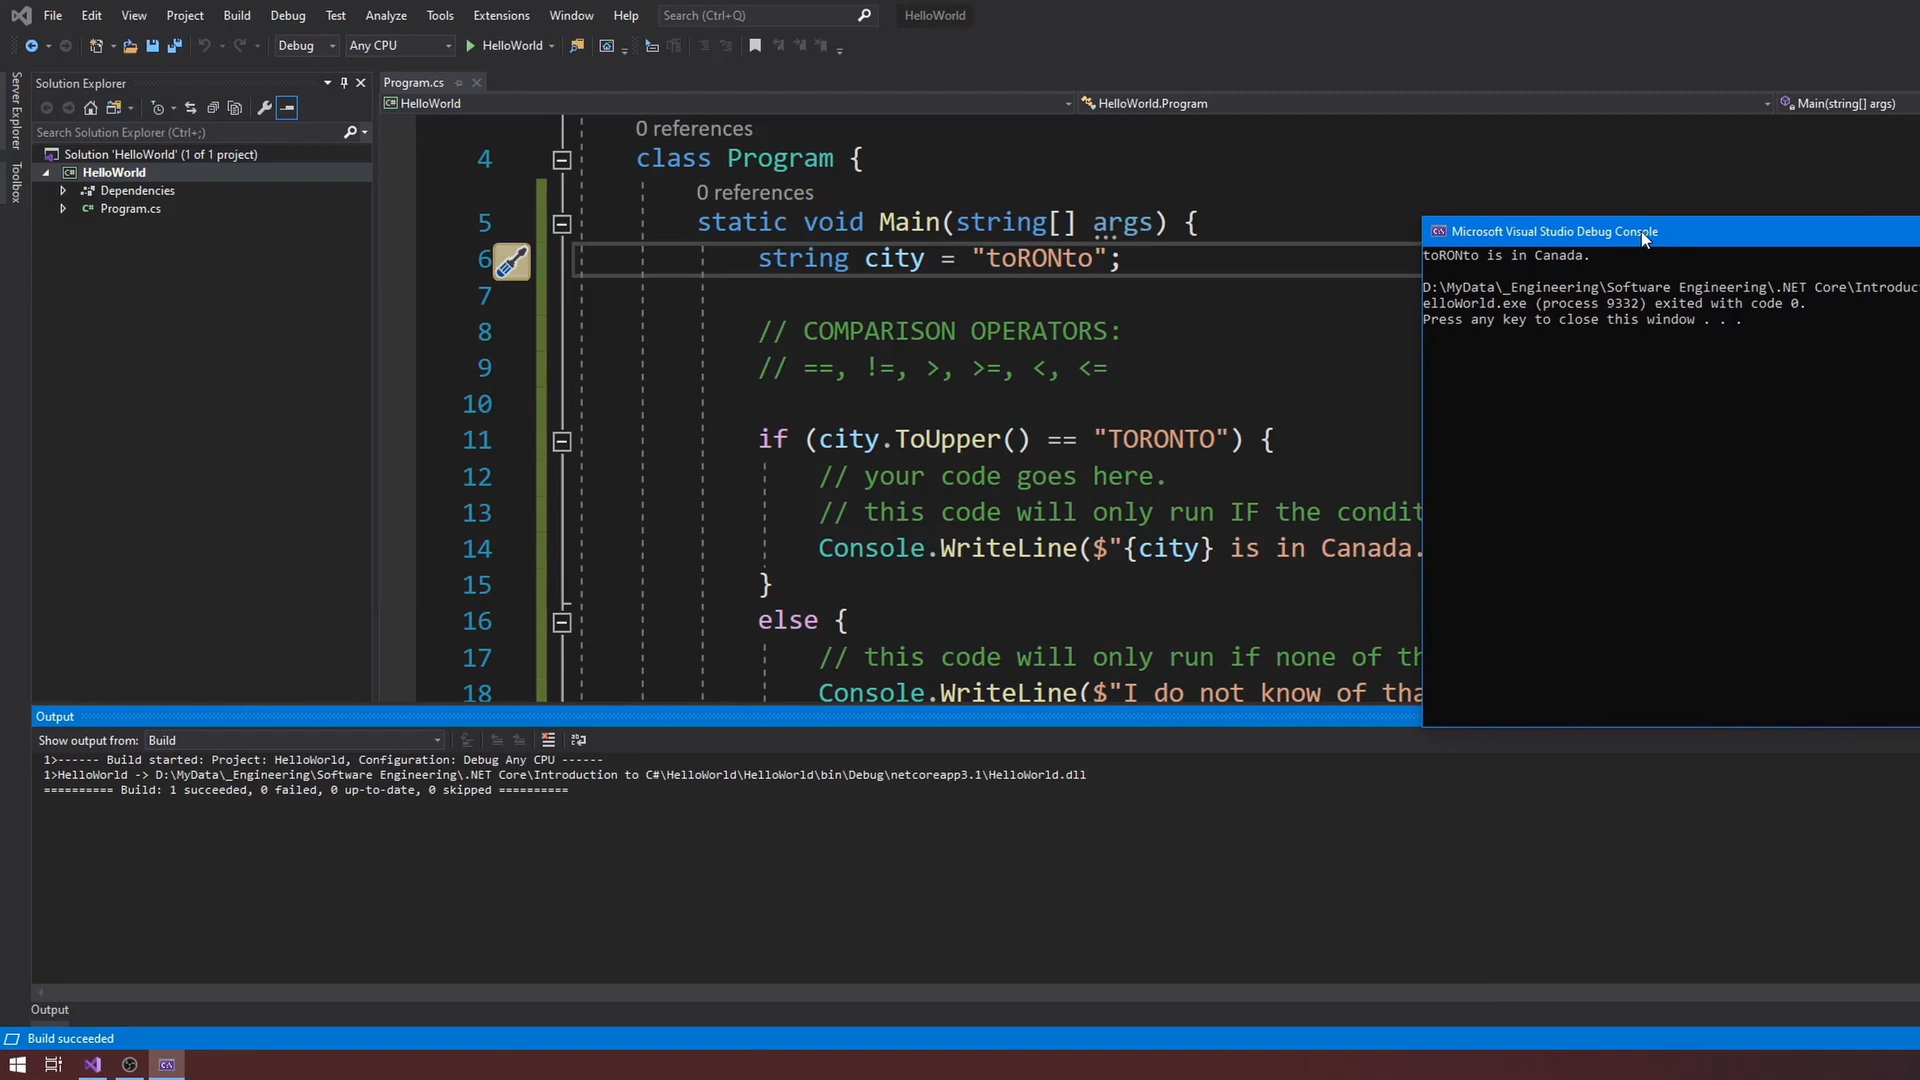 File Edit View Project Build Debug Test Analyze Tools Extensions Window Help Search (Ctrl+Q) HelloWorld
Debug Any CPU HelloWorld
Server Explorer
Toolbox
Solution Explorer
Search Solution Explorer (Ctrl+;)
Solution 'HelloWorld' (1 of 1 project)
C# HelloWorld
Dependencies
C# Program.cs
Program.cs
C# HelloWorld HelloWorld.Program Main(string[] args)
0 references
4 class Program {
0 references
5 static void Main(string[] args) {
6 string city = "toRONto";
7
8 // COMPARISON OPERATORS:
9 // ==, !=, >, >=, <, <=
10
11 if (city.ToUpper() == "TORONTO") {
12 // your code goes here.
13 // this code will only run IF the condit
14 Console.WriteLine($"{city} is in Canada.
15 }
16 else {
17 // this code will only run if none of th
18 Console.WriteLine($"I do not know of tha
C:\ Microsoft Visual Studio Debug Console
toRONto is in Canada.
D:\MyData\_Engineering\Software Engineering\.NET Core\Introduct
elloWorld.exe (process 9332) exited with code 0.
Press any key to close this window . . .
Output
Show output from: Build
1>------ Build started: Project: HelloWorld, Configuration: Debug Any CPU ------
1>HelloWorld -> D:\MyData\_Engineering\Software Engineering\.NET Core\Introduction to C#\HelloWorld\HelloWorld\bin\Debug\netcoreapp3.1\HelloWorld.dll
========== Build: 1 succeeded, 0 failed, 0 up-to-date, 0 skipped ==========
Output
Build succeeded
C:\